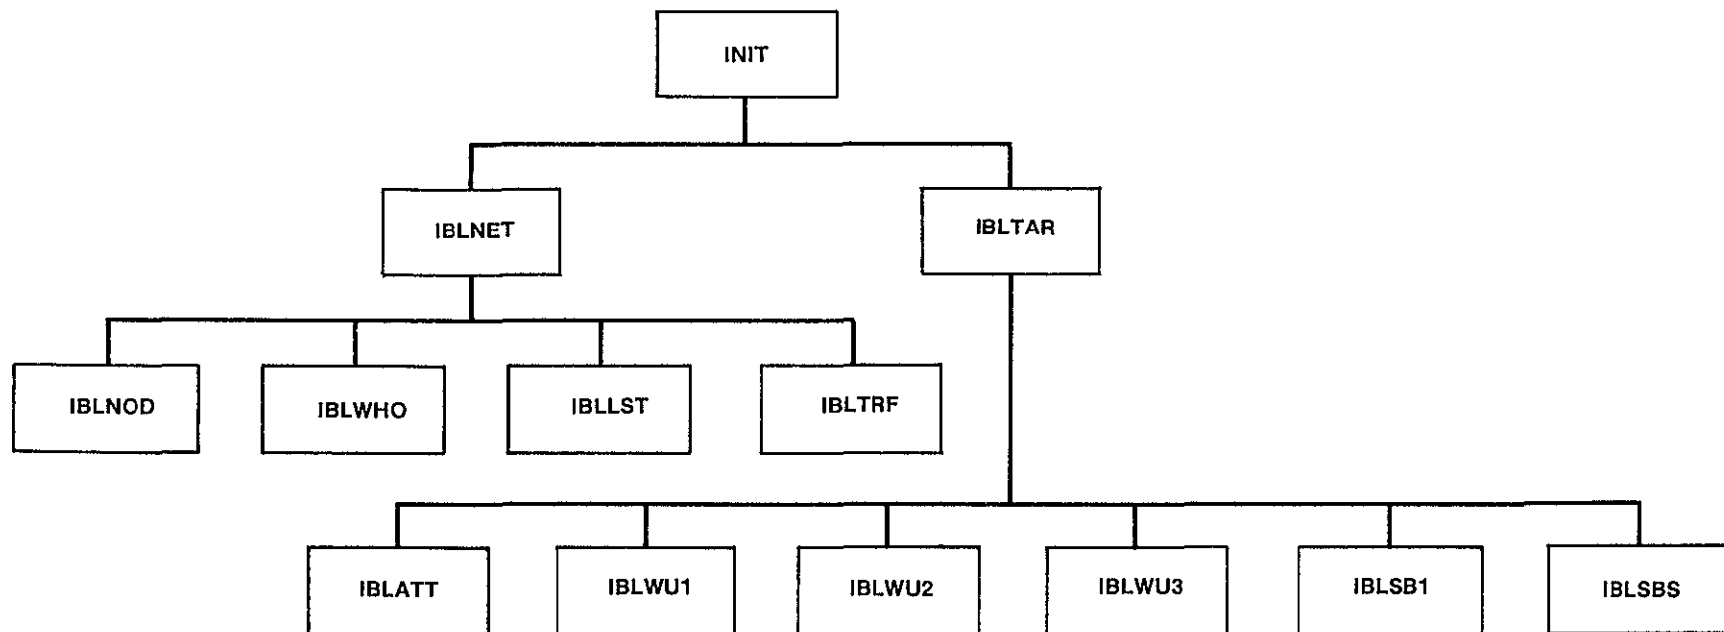 INIT
IBLNET
IBLTAR
IBLNOD
IBLWHO
IBLLST
IBLTRF
IBLATT
IBLWU1
IBLWU2
IBLWU3
IBLSB1
IBLSBS